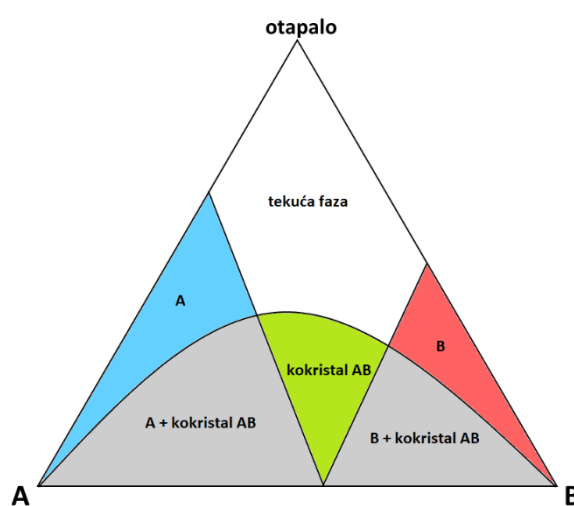 otapalo
tekuća faza
A
B
kokristal AB
A + kokristal AB
B + kokristal AB
A
B